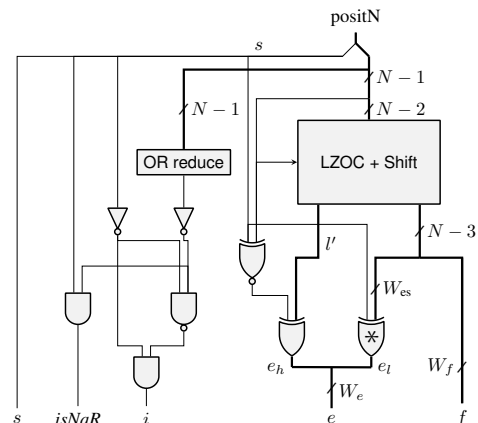 positN
s
N − 1
N − 1
N − 2
OR reduce
LZOC + Shift
l′
N − 3
W_es
*
e_h
e_l
W_e
W_f
s
isNaR
i
e
f